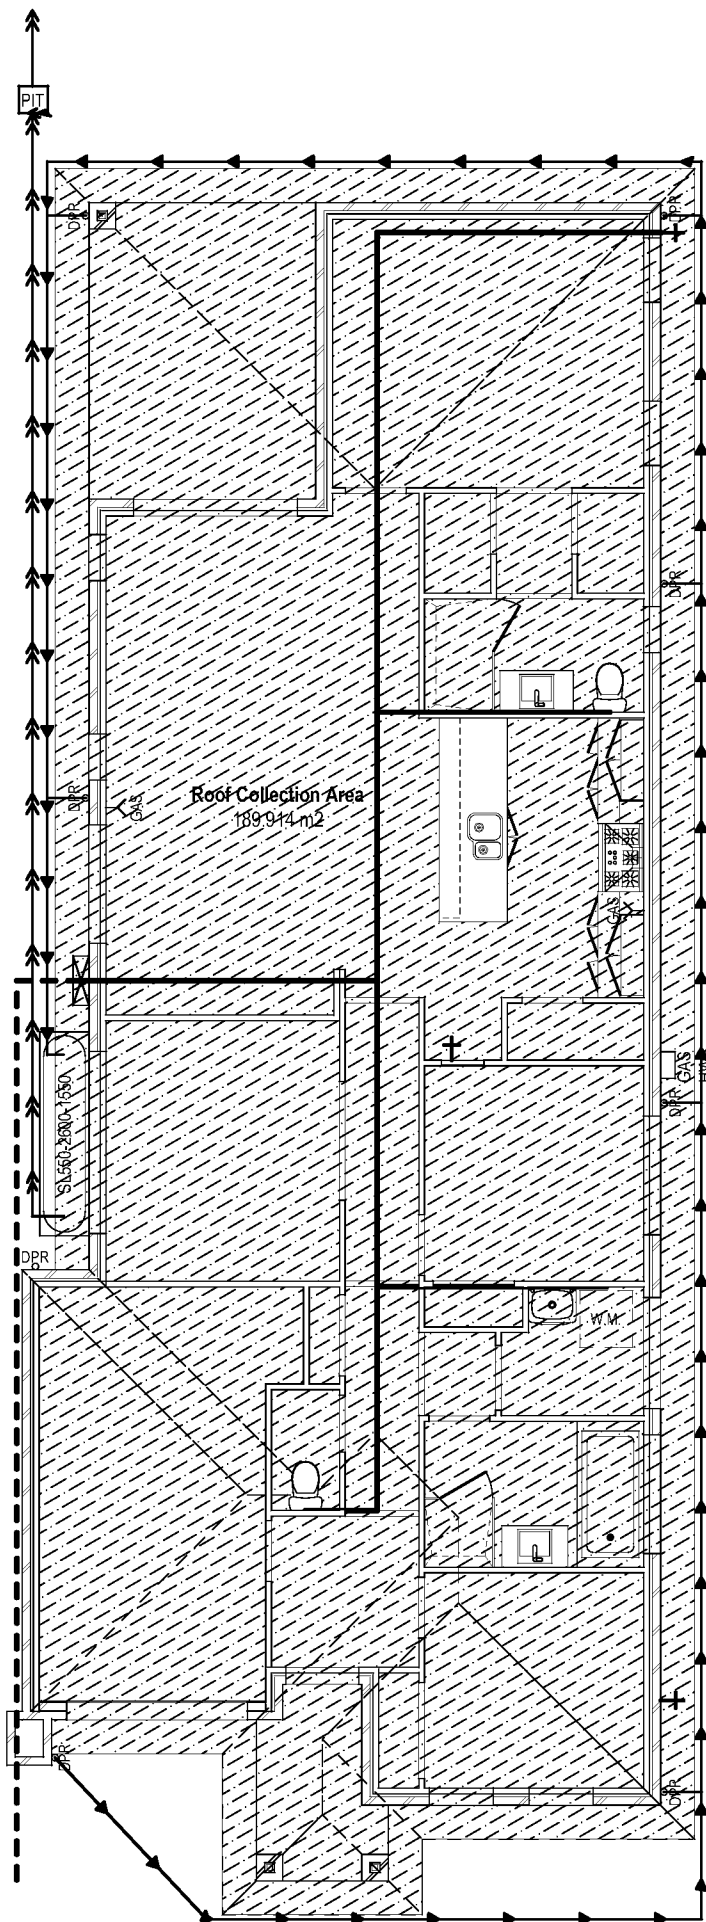 PIT
DPR
DPR
DPR
DPR
GAS
Roof Collection Area
189.914 m2
GAS
GAS
DPR
SL560-2600-1550
DPR
W.M.
DPR
DPR